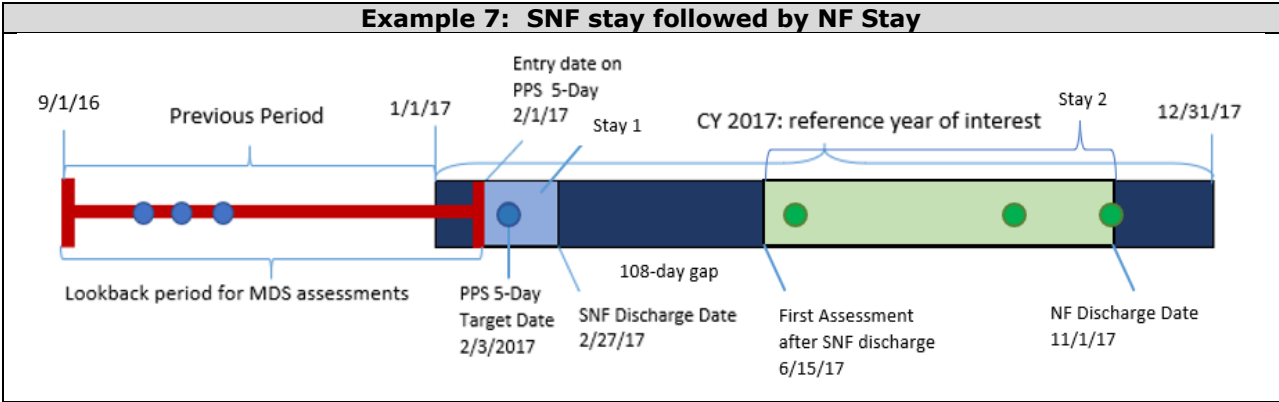 Example 7: SNF stay followed by NF Stay
9/1/16
Previous Period
1/1/17
Entry date on
PPS 5-Day
2/1/17
Stay 1
CY 2017: reference year of interest
Stay 2
12/31/17
Lookback period for MDS assessments
PPS 5-Day
Target Date
2/3/2017
SNF Discharge Date
2/27/17
108-day gap
First Assessment
after SNF discharge
6/15/17
NF Discharge Date
11/1/17